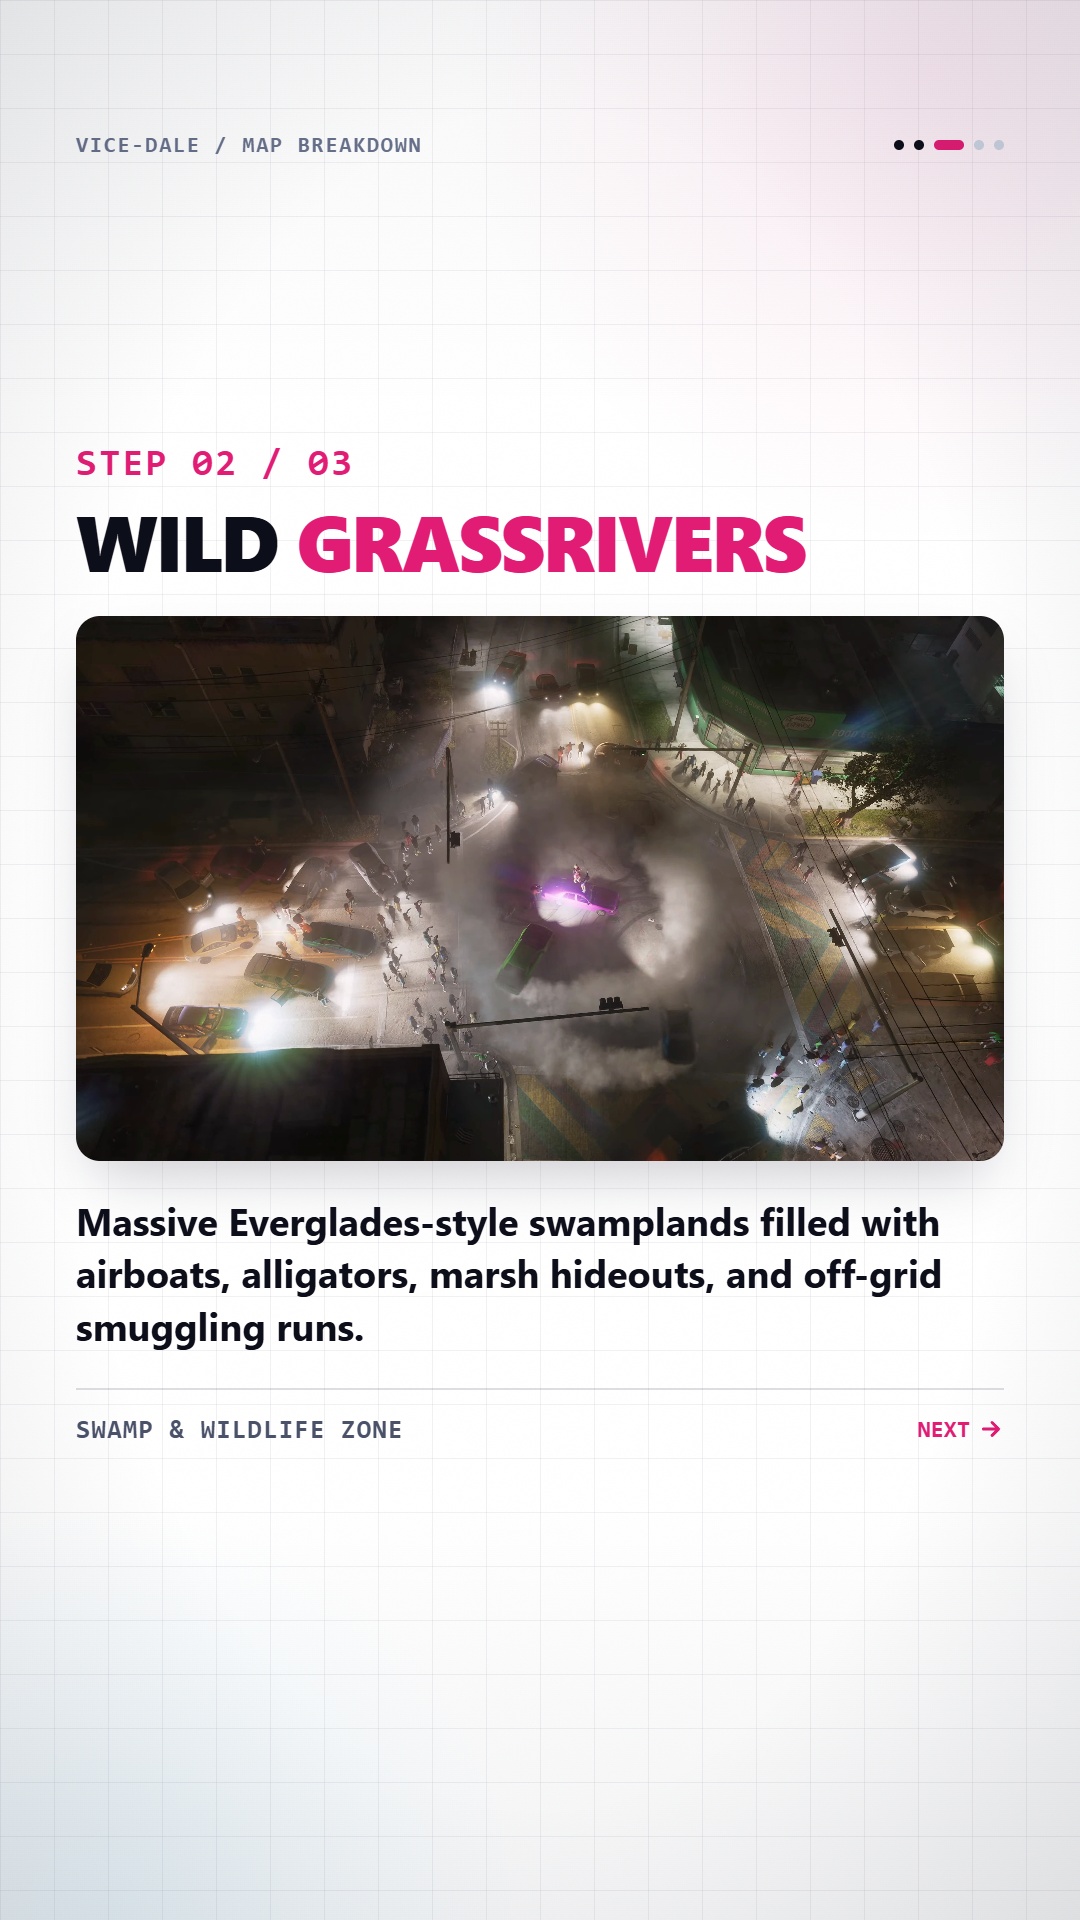 VICE-DALE / MAP BREAKDOWN
STEP 02 / 03
WILD GRASSRIVERS
Massive Everglades-style swamplands filled with
airboats, alligators, marsh hideouts, and off-grid
smuggling runs.
SWAMP & WILDLIFE ZONE
NEXT →